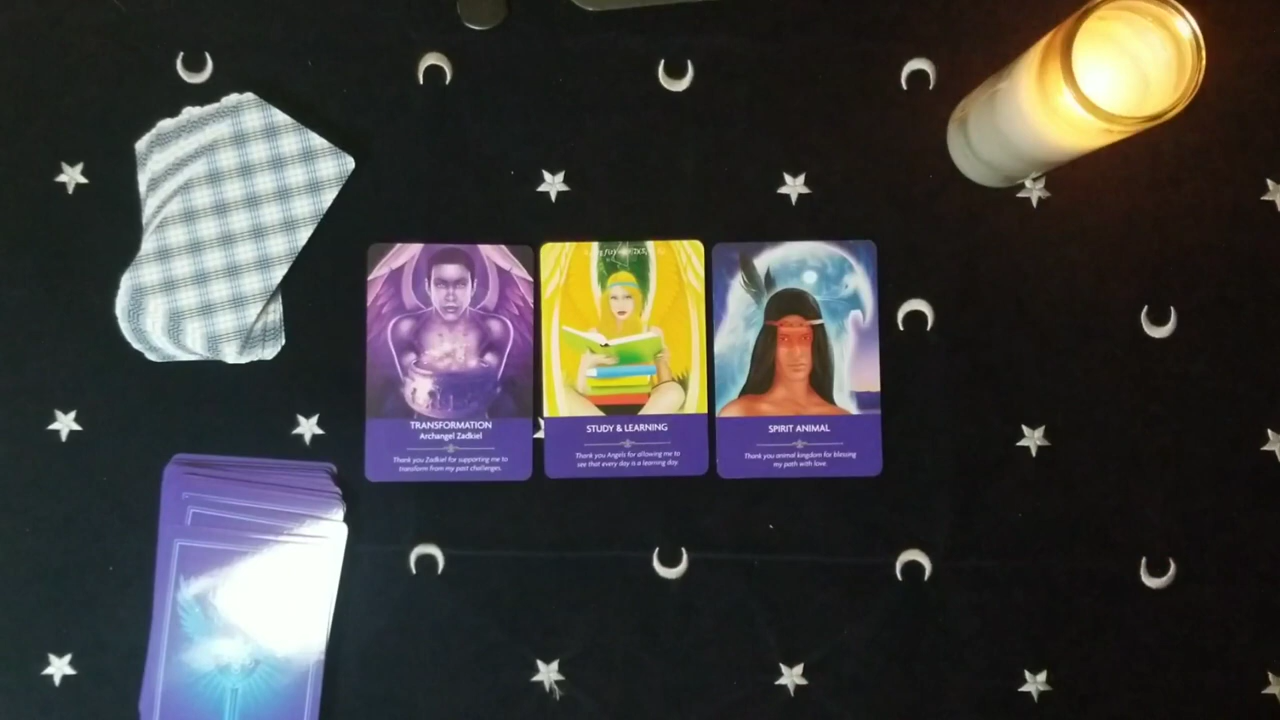 TRANSFORMATION
Archangel Zadkiel
Thank you Zadkiel for supporting me to
transform from my past challenges.
STUDY & LEARNING
Thank you Angels for allowing me to
see that every day is a learning day.
SPIRIT ANIMAL
Thank you animal kingdom for blessing
my path with love.